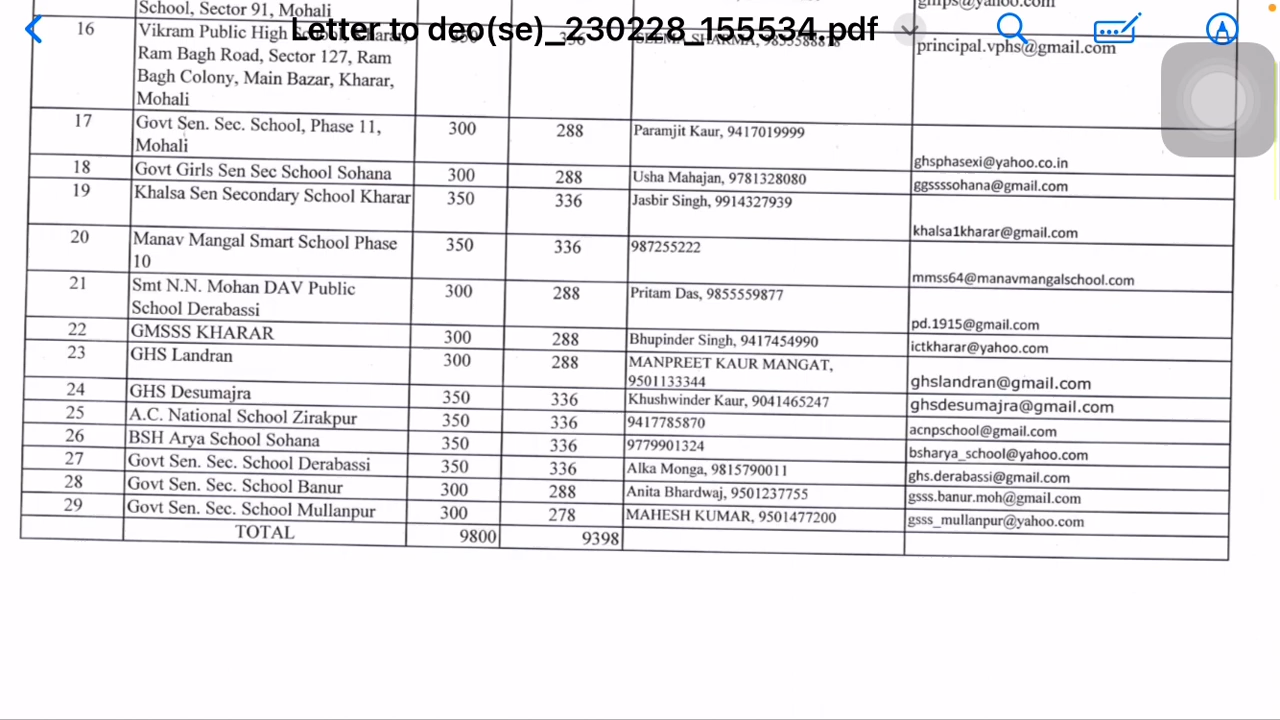 School, Sector 91, Mohali
Letter to deo(se)_230228_155534.pdf
16 Vikram Public High
Ram Bagh Road, Sector 127, Ram
Bagh Colony, Main Bazar, Kharar,
Mohali
principal.vphs@gmail.com
17 Govt Sen. Sec. School, Phase 11, 300 288 Paramjit Kaur, 9417019999
Mohali
ghsphasexi@yahoo.co.in
18 Govt Girls Sen Sec School Sohana 300 288 Usha Mahajan, 9781328080 ggssssohana@gmail.com
19 Khalsa Sen Secondary School Kharar 350 336 Jasbir Singh, 9914327939
khalsa1kharar@gmail.com
20 Manav Mangal Smart School Phase 350 336 987255222
10
mmss64@manavmangalschool.com
21 Smt N.N. Mohan DAV Public 300 288 Pritam Das, 9855559877
School Derabassi
pd.1915@gmail.com
22 GMSSS KHARAR 300 288 Bhupinder Singh, 9417454990 ictkharar@yahoo.com
23 GHS Landran 300 288 MANPREET KAUR MANGAT,
9501133344 ghslandran@gmail.com
24 GHS Desumajra 350 336 Khushwinder Kaur, 9041465247 ghsdesumajra@gmail.com
25 A.C. National School Zirakpur 350 336 9417785870 acnpschool@gmail.com
26 BSH Arya School Sohana 350 336 9779901324 bsharya_school@yahoo.com
27 Govt Sen. Sec. School Derabassi 350 336 Alka Monga, 9815790011 ghs.derabassi@gmail.com
28 Govt Sen. Sec. School Banur 300 288 Anita Bhardwaj, 9501237755 gsss.banur.moh@gmail.com
29 Govt Sen. Sec. School Mullanpur 300 278 MAHESH KUMAR, 9501477200 gsss_mullanpur@yahoo.com
TOTAL 9800 9398